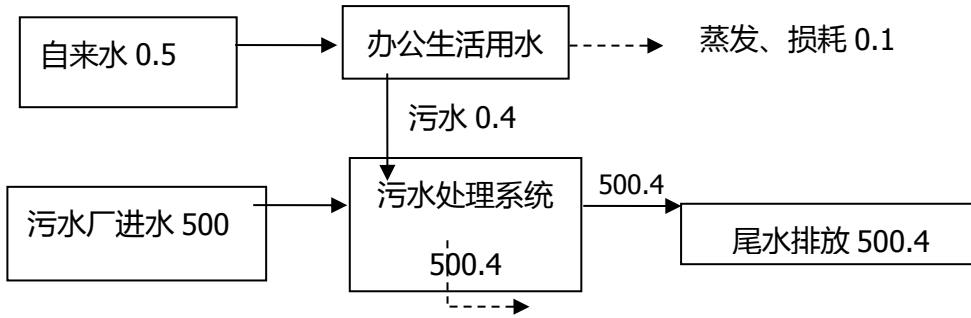 自来水 0.5
办公生活用水
蒸发、损耗 0.1
污水 0.4
污水厂进水 500
污水处理系统
500.4
500.4
尾水排放 500.4